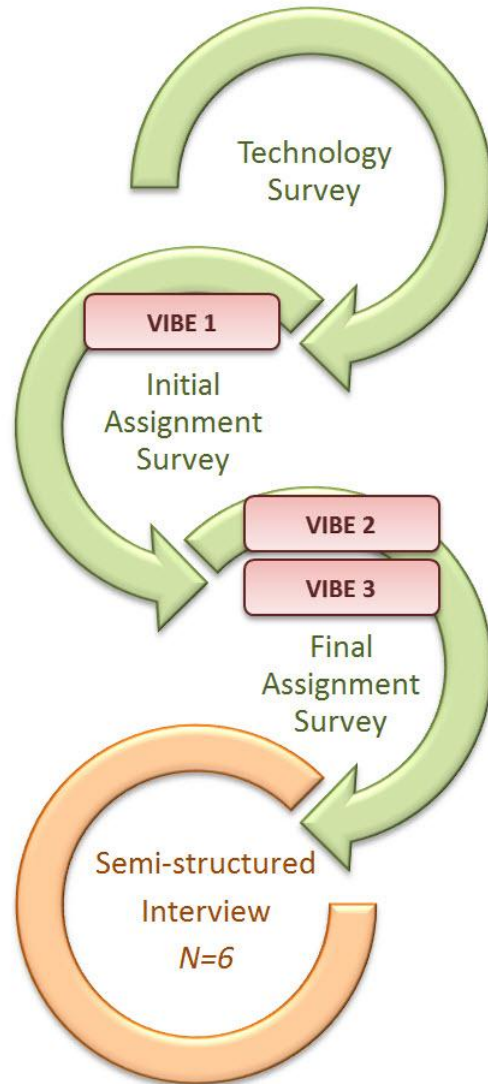 Technology
Survey
VIBE 1
Initial
Assignment
Survey
VIBE 2
VIBE 3
Final
Assignment
Survey
Semi-structured
Interview
N=6